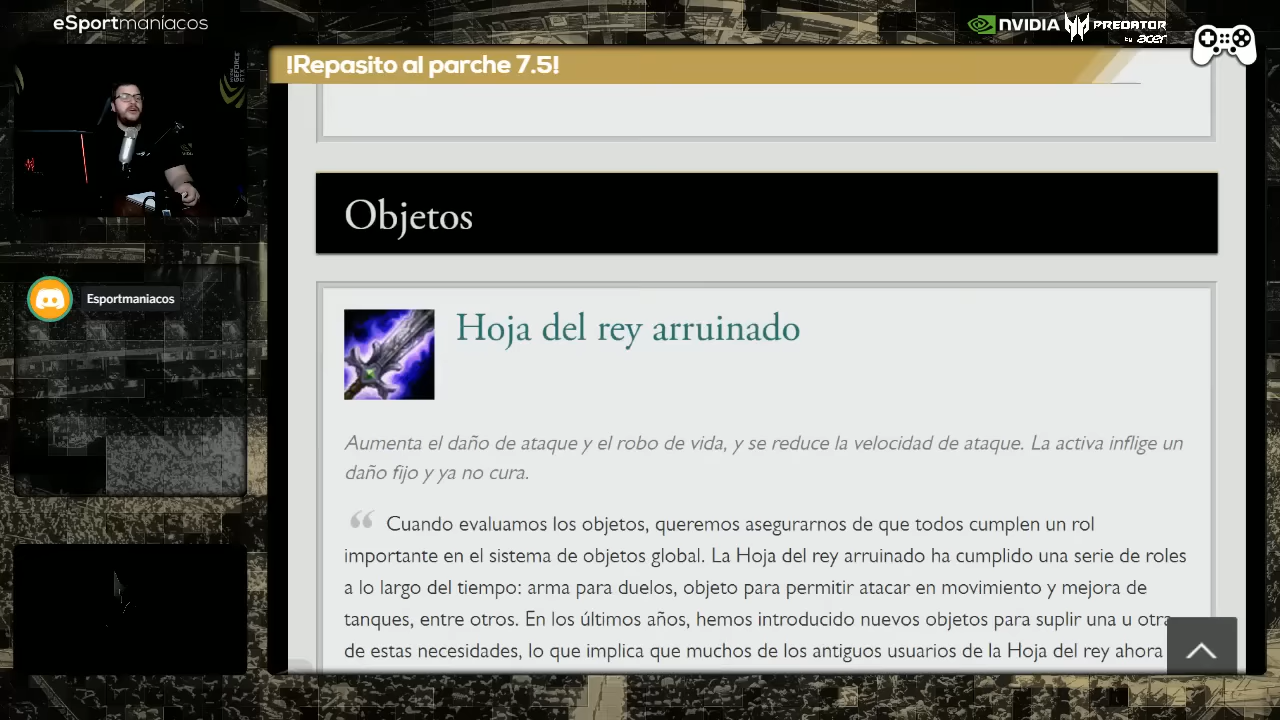 eSportmaníacos
NVIDIA
PREDATOR
by acer
!Repasito al parche 7.5!
Objetos
Esportmaniacos
Hoja del rey arruinado
Aumenta el daño de ataque y el robo de vida, y se reduce la velocidad de ataque. La activa inflige un
daño fijo y ya no cura.
“ Cuando evaluamos los objetos, queremos asegurarnos de que todos cumplen un rol
importante en el sistema de objetos global. La Hoja del rey arruinado ha cumplido una serie de roles
a lo largo del tiempo: arma para duelos, objeto para permitir atacar en movimiento y mejora de
tanques, entre otros. En los últimos años, hemos introducido nuevos objetos para suplir una u otra
de estas necesidades, lo que implica que muchos de los antiguos usuarios de la Hoja del rey ahora